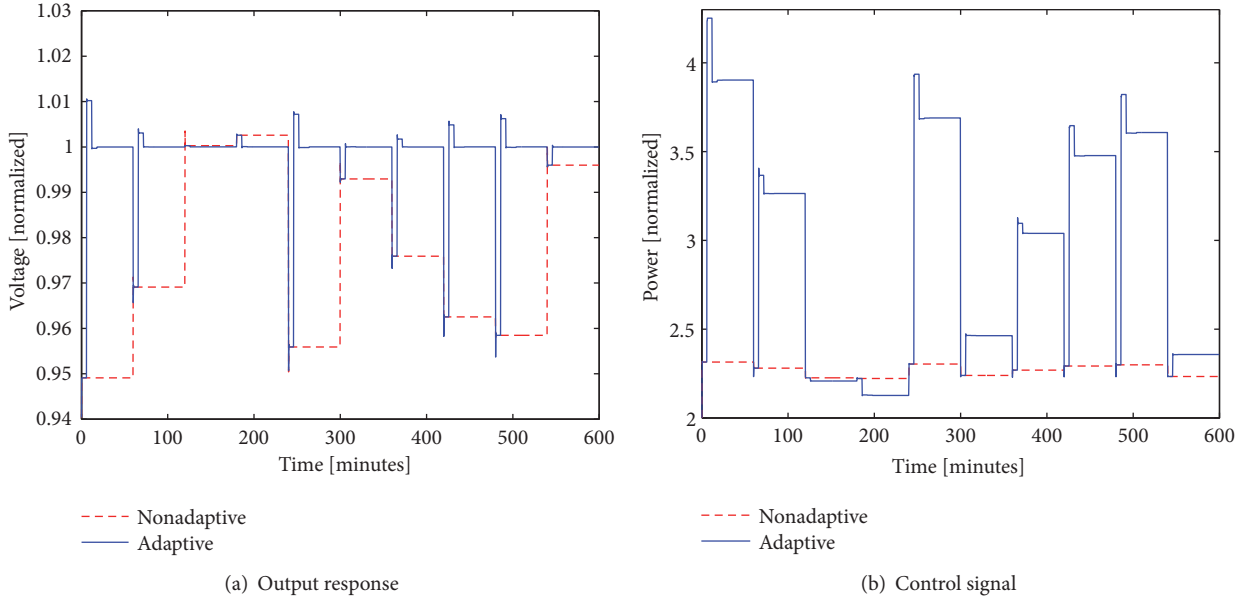 1.03
1.02
1.01
1
0.99
0.98
0.97
0.96
0.95
0.94
Voltage [normalized]
0 100 200 300 400 500 600
Time [minutes]
Nonadaptive
Adaptive
(a) Output response
4
3.5
3
2.5
2
Power [normalized]
0 100 200 300 400 500 600
Time [minutes]
Nonadaptive
Adaptive
(b) Control signal